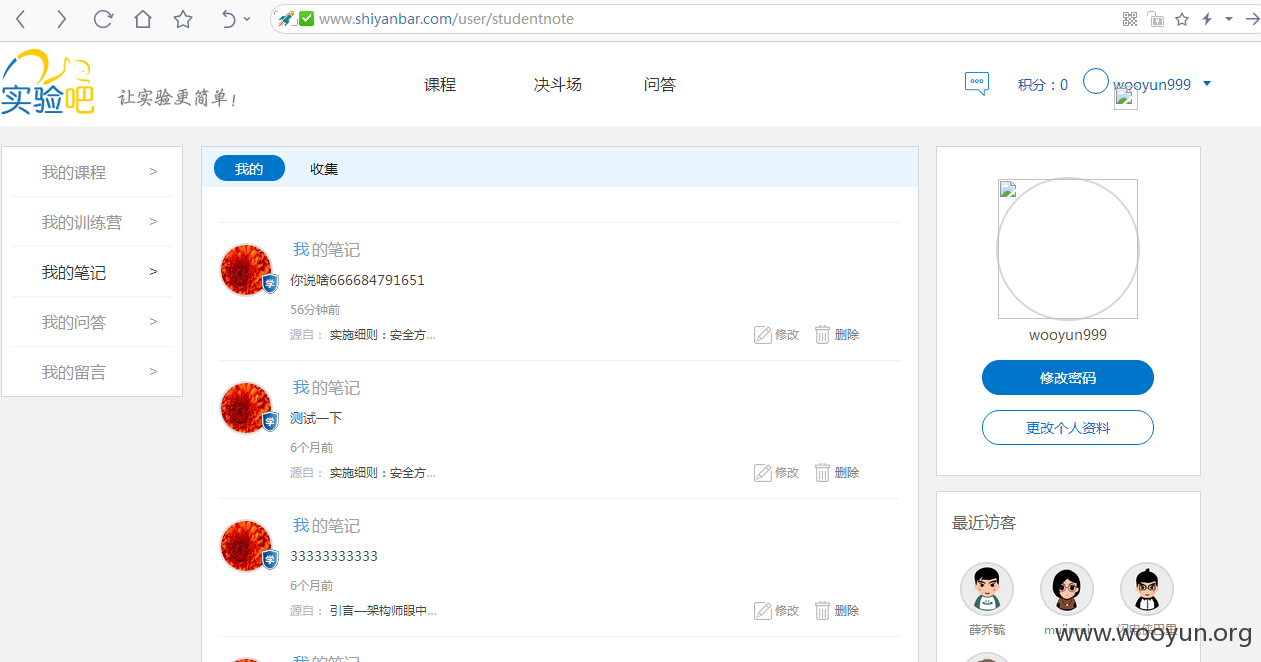 www.shiyanbar.com/user/studentnote
实验吧
让实验更简单！
课程
决斗场
问答
积分：0
wooyun999
我的课程 >
我的训练营 >
我的笔记 >
我的问答 >
我的留言 >
我的
收集
我的笔记
你说啥666684791651
学
56分钟前
源自： 实施细则：安全方...
修改
删除
我的笔记
测试一下
学
6个月前
源自： 实施细则：安全方...
修改
删除
我的笔记
33333333333
学
6个月前
源自： 引言—架构师眼中...
修改
删除
我的笔记
wooyun999
修改密码
更改个人资料
最近访客
薛乔毓
www.wooyun.org